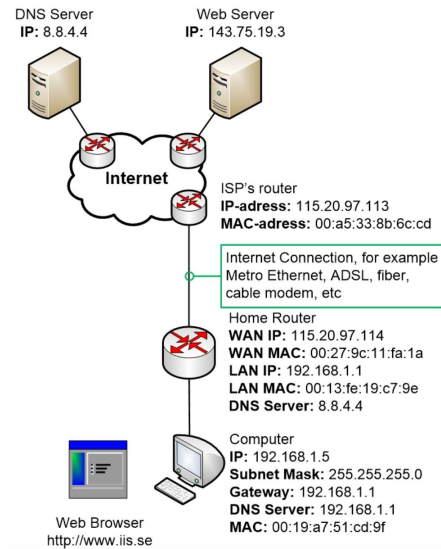 DNS Server
IP: 8.8.4.4
Web Server
IP: 143.75.19.3
Internet
ISP's router
IP-adress: 115.20.97.113
MAC-adress: 00:a5:33:8b:6c:cd
Internet Connection, for example
Metro Ethernet, ADSL, fiber,
cable modem, etc
Home Router
WAN IP: 115.20.97.114
WAN MAC: 00:27:9c:11:fa:1a
LAN IP: 192.168.1.1
LAN MAC: 00:13:fe:19:c7:9e
DNS Server: 8.8.4.4
Computer
IP: 192.168.1.5
Subnet Mask: 255.255.255.0
Gateway: 192.168.1.1
DNS Server: 192.168.1.1
MAC: 00:19:a7:51:cd:9f
Web Browser
http://www.iis.se